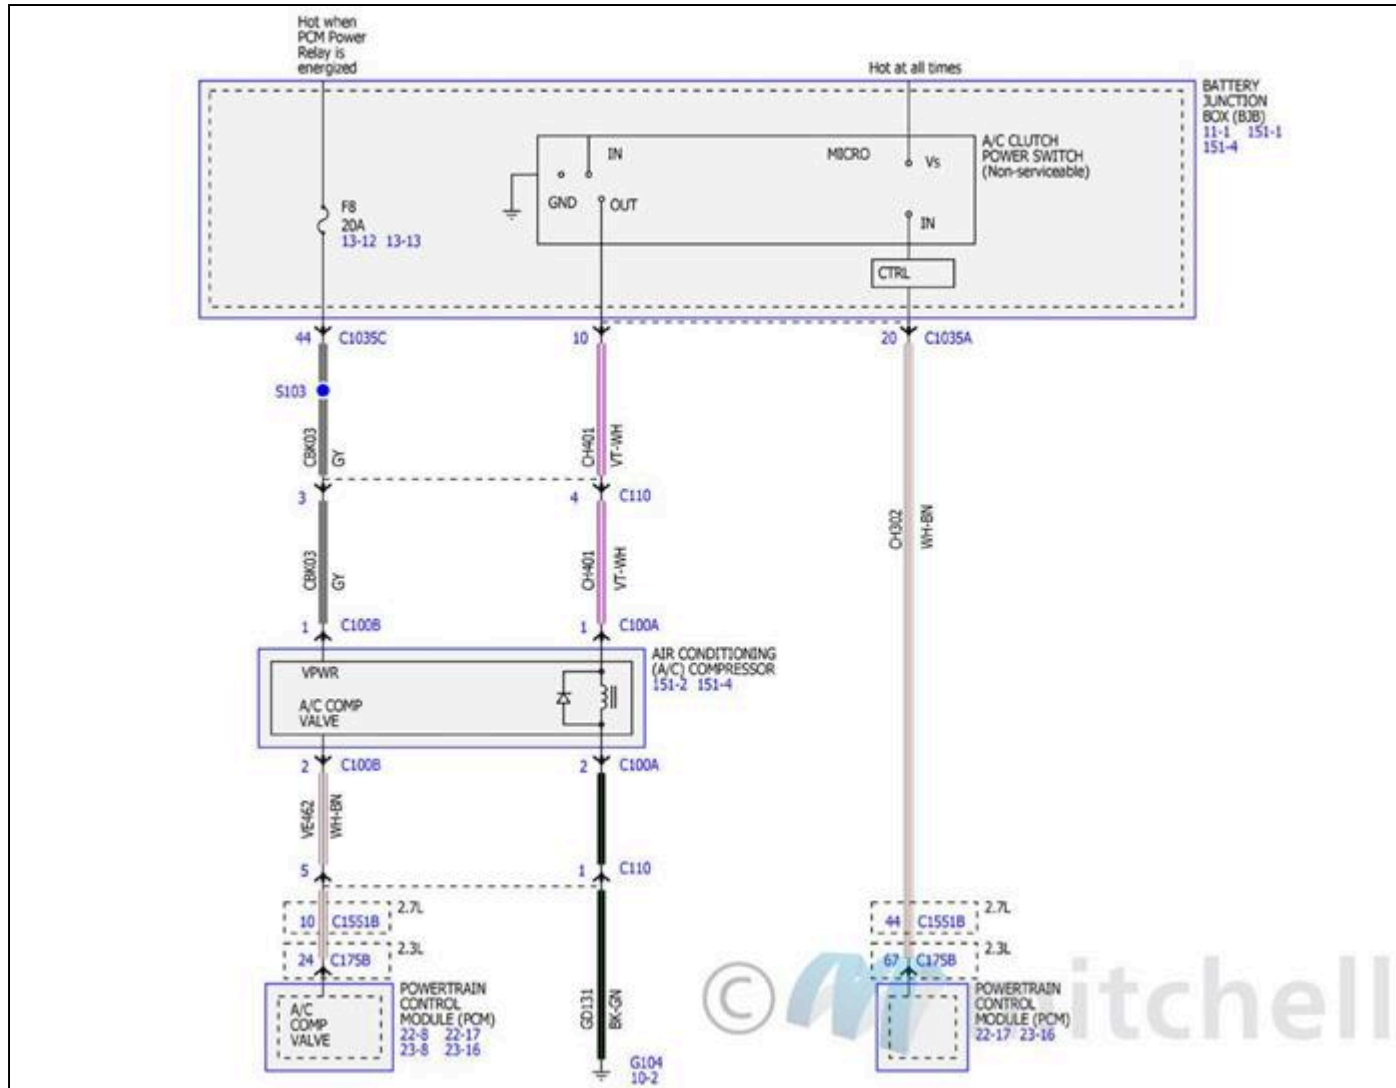 Hot when
PCM Power
Relay is
energized
Hot at all times
BATTERY
JUNCTION
BOX (BJB)
11-1 151-1
151-4
A/C CLUTCH
POWER SWITCH
(Non-serviceable)
IN
MICRO
Vs
GND
OUT
IN
F8
20A
13-12 13-13
CTRL
44 C1035C
10
20 C1035A
S103
CBK03
GY
CH401
VT-WH
3
4 C110
CH302
WH-BN
CBK03
GY
CH401
VT-WH
1 C100B
1 C100A
AIR CONDITIONING
(A/C) COMPRESSOR
151-2 151-4
VPWR
A/C COMP
VALVE
2 C100B
2 C100A
VE462
WH-BN
5
1 C110
2.7L
10 C1551B
2.3L
24 C175B
2.7L
44 C1551B
2.3L
67 C175B
A/C
COMP
VALVE
POWERTRAIN
CONTROL
MODULE (PCM)
22-8 22-17
23-8 23-16
GD131
BK-GN
G104
10-2
POWERTRAIN
CONTROL
MODULE (PCM)
22-17 23-16
© Mitchell